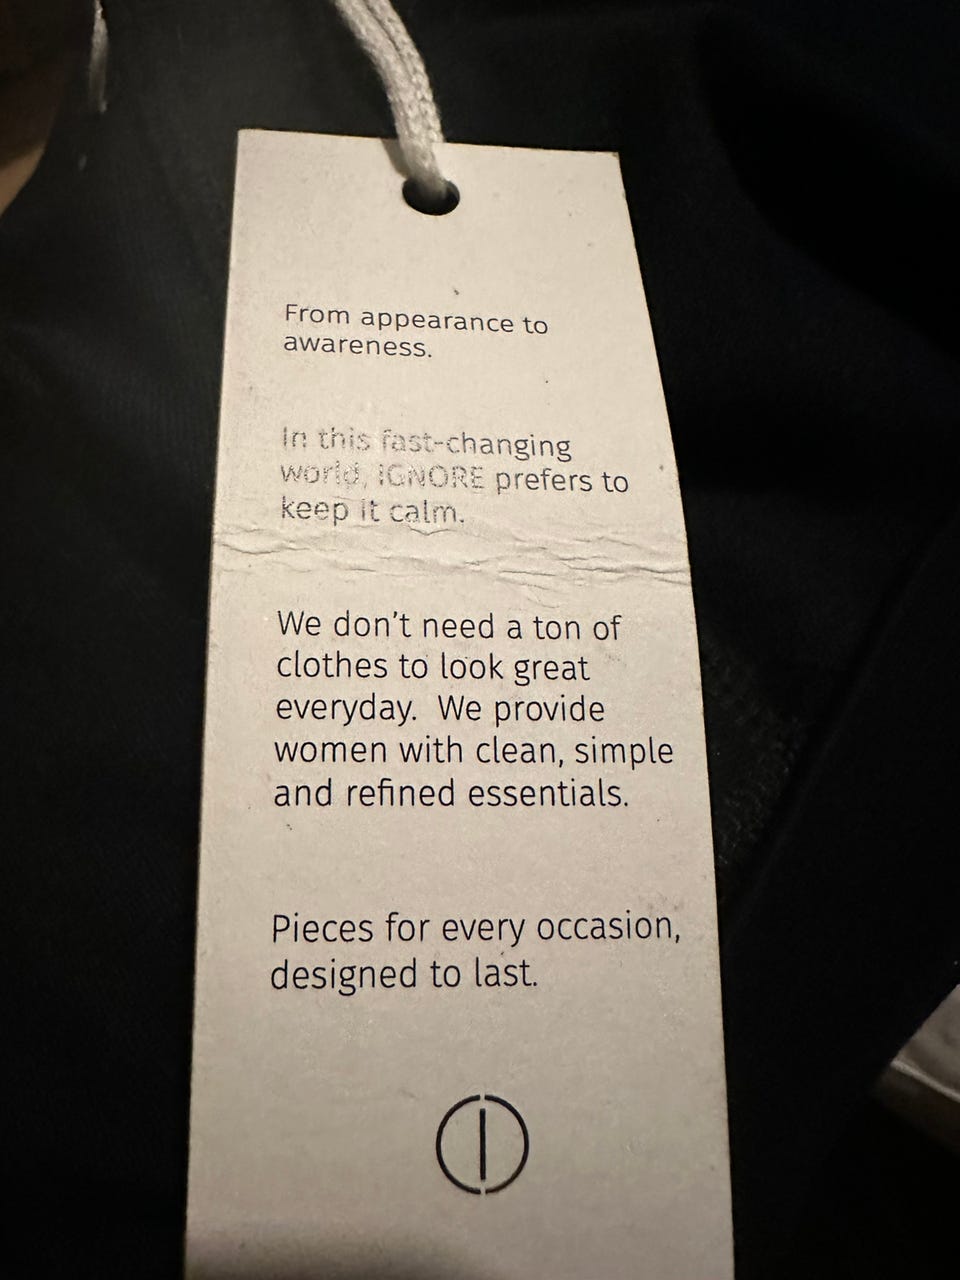 From appearance to
awareness.
In this fast-changing
world, IGNORE prefers to
keep it calm.
We don't need a ton of
clothes to look great
everyday.  We provide
women with clean, simple
and refined essentials.
Pieces for every occasion,
designed to last.